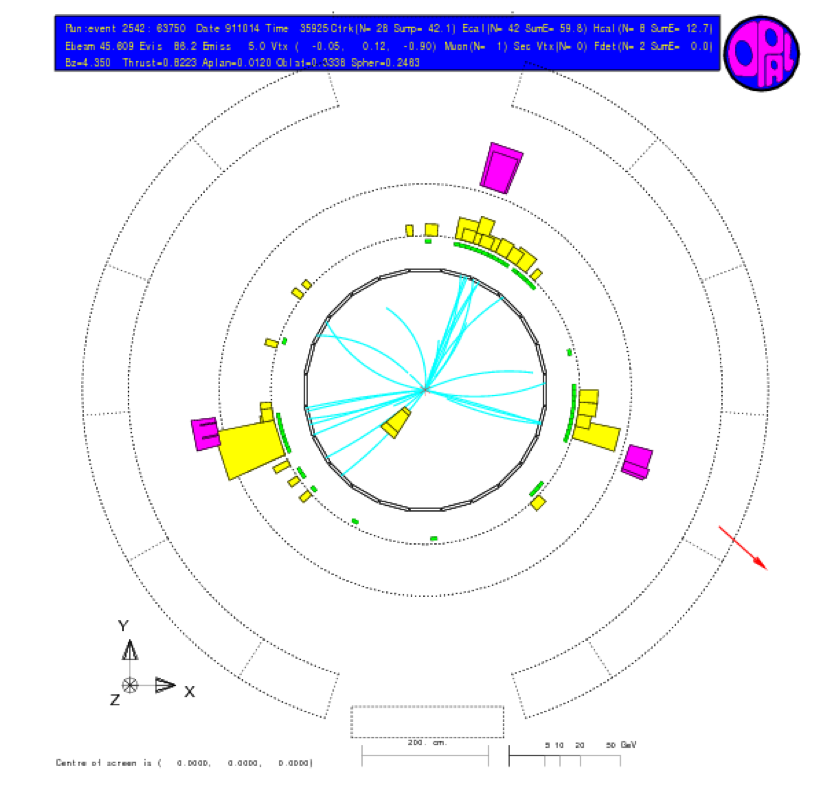 Run:event 2542: 63750 Date 911014 Time 35925 Ctrk(N= 28 Sump= 42.1) Ecal(N= 42 SumE= 59.8) Hcal(N= 8 SumE= 12.7)
Ebeam 45.609 Evis 86.2 Emiss 5.0 Vtx ( -0.05, 0.12, -0.90) Muon(N= 1) Sec Vtx(N= 0) Fdet(N= 2 SumE= 0.0)
Bz=4.350 Thrust=0.8223 Aplan=0.0120 Oblat=0.3338 Spher=0.2463
OPAL
Y
X
Z
200. cm.
5 10 20 50 GeV
Centre of screen is ( 0.0000, 0.0000, 0.0000)